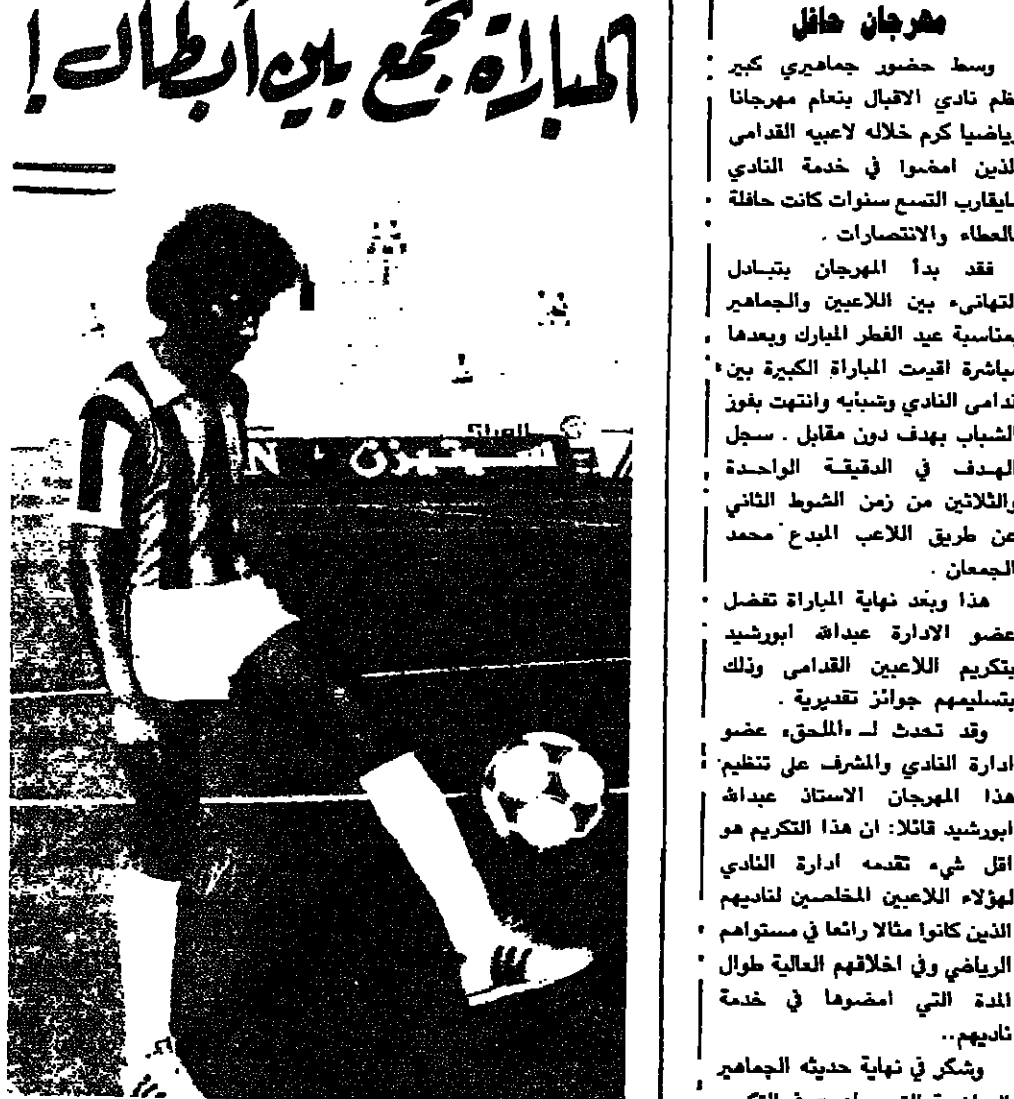 المباراة تجمع بين أبطال !
مهرجان حافل
وسط حضور جماهيري كبير
ظم نادي الاقبال بتعام مهرجانا
رياضيا كرم خلاله لاعبيه القدامى
لذين امضوا في خدمة النادي
مايقارب التسع سنوات كانت حافلة
بالعطاء والانتصارات .
فقد بدأ المهرجان بتبادل
لتهانىء بين اللاعبين والجماهير
بمناسبة عيد الفطر المبارك وبعدها
مباشرة اقيمت المباراة الكبيرة بين
قدامى النادي وشبابه وانتهت بفوز
الشباب بهدف دون مقابل . سجل
الهدف في الدقيقة الواحدة
والثلاثين من زمن الشوط الثاني
عن طريق اللاعب المبدع محمد
الجمعان .
هذا وبعد نهاية المباراة تفضل
عضو الادارة عبدالله ابورشيد
بتكريم اللاعبين القدامى وذلك
بتسليمهم جوائز تقديرية .
وقد تحدث لـ «الملحق» عضو
ادارة النادي والمشرف على تنظيم
هذا المهرجان الاستاذ عبدالله
ابورشيد قائلا: ان هذا التكريم هو
اقل شيء تقدمه ادارة النادي
لهؤلاء اللاعبين المخلصين لناديهم
الذين كانوا مثالا رائعا في مستواهم
الرياضي وفي اخلاقهم العالية طوال
المدة التي امضوها في خدمة
ناديهم..
وشكر في نهاية حديثه الجماهير